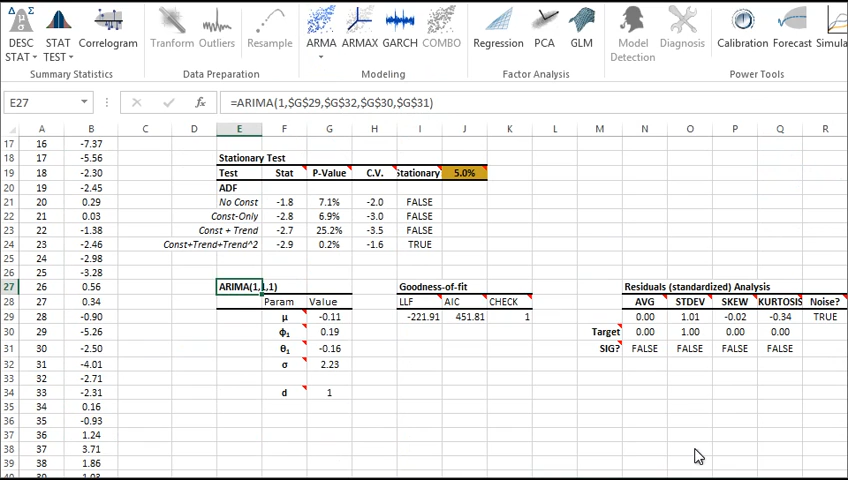 DESC STAT
STAT TEST
Correlogram
Tranform
Outliers
Resample
ARMA
ARMAX
GARCH
COMBO
Regression
PCA
GLM
Model Detection
Diagnosis
Calibration
Forecast
Simula
Summary Statistics
Data Preparation
Modeling
Factor Analysis
Power Tools
E27
fx
=ARIMA(1,$G$29,$G$32,$G$30,$G$31)
A B C D E F G H I J K L M N O P Q R
17 16 -7.37
18 17 -5.56 Stationary Test
19 18 -2.30 Test Stat P-Value C.V. Stationary 5.0%
20 19 -2.45 ADF
21 20 0.29 No Const -1.8 7.1% -2.0 FALSE
22 21 0.03 Const-Only -2.8 6.9% -3.0 FALSE
23 22 -1.38 Const + Trend -2.7 25.2% -3.5 FALSE
24 23 -2.46 Const+Trend+Trend^2 -2.9 0.2% -1.6 TRUE
25 24 -2.98
26 25 -3.28
27 26 0.56 ARIMA(1,1,1) Goodness-of-fit Residuals (standardized) Analysis
28 27 0.34 Param Value LLF AIC CHECK AVG STDEV SKEW KURTOSIS Noise?
29 28 -0.90 μ -0.11 -221.91 451.81 1 0.00 1.01 -0.02 -0.34 TRUE
30 29 -5.26 ϕ₁ 0.19 Target 0.00 1.00 0.00 0.00
31 30 -2.50 θ₁ -0.16 SIG? FALSE FALSE FALSE FALSE
32 31 -4.01 σ 2.23
33 32 -2.71
34 33 -2.31 d 1
35 34 0.16
36 35 -0.93
37 36 1.24
38 37 3.71
39 38 1.86